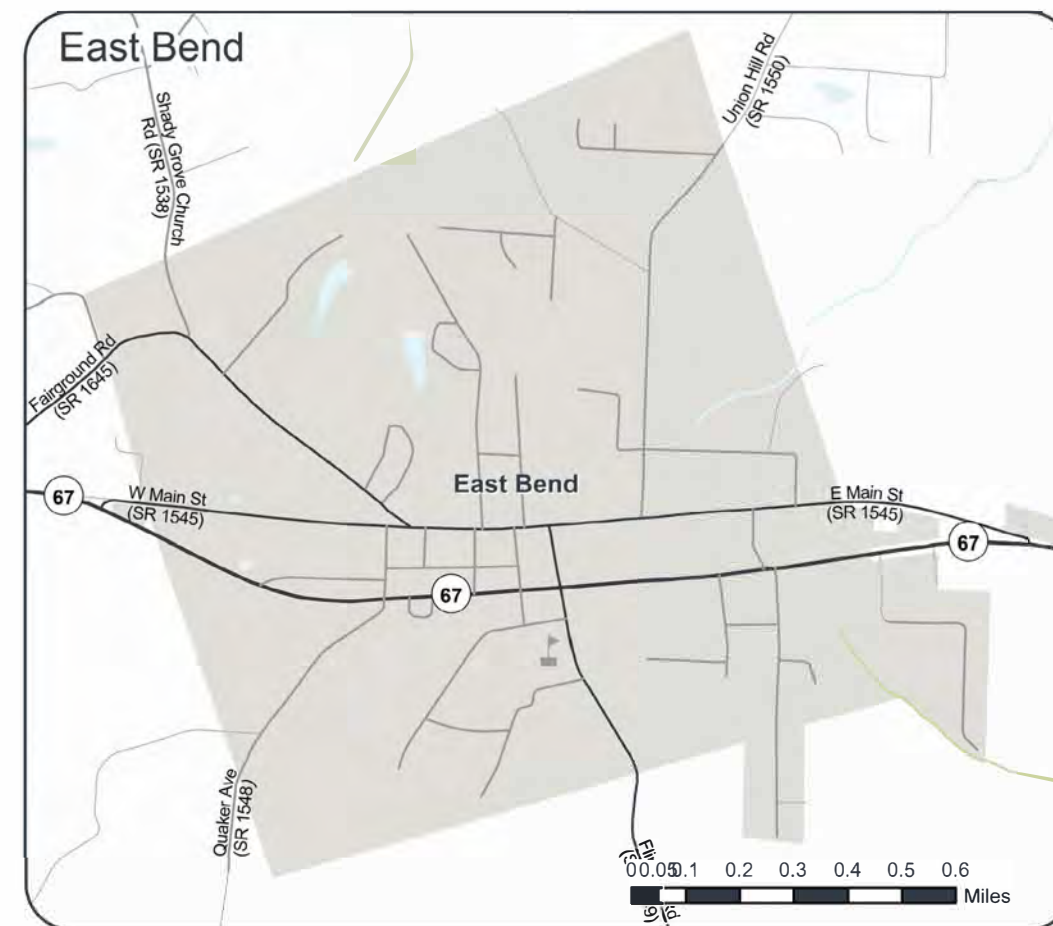 East Bend
Shady Grove Church
Rd (SR 1538)
Union Hill Rd
(SR 1550)
Fairground Rd
(SR 1645)
67
W Main St
(SR 1545)
East Bend
E Main St
(SR 1545)
67
67
Quaker Ave
(SR 1548)
0 0.05 0.1 0.2 0.3 0.4 0.5 0.6
Miles